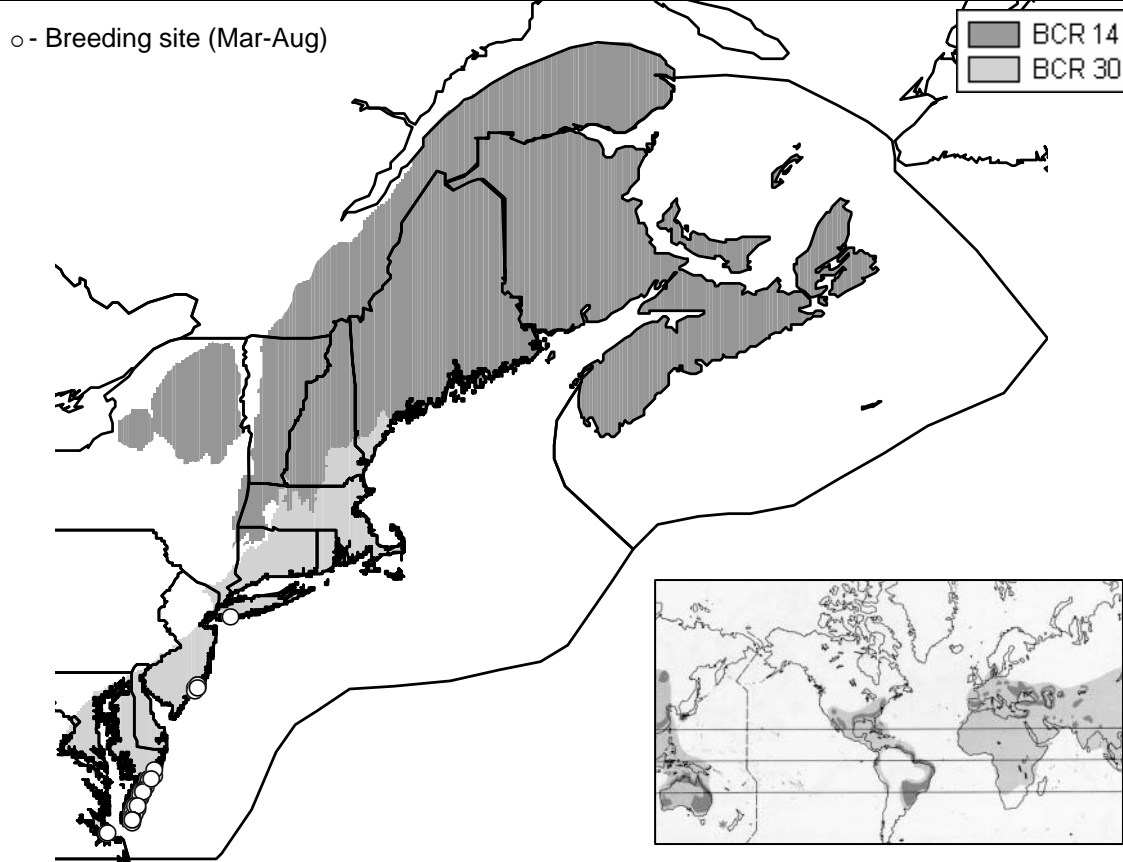 ○ - Breeding site (Mar-Aug)
BCR 14
BCR 30